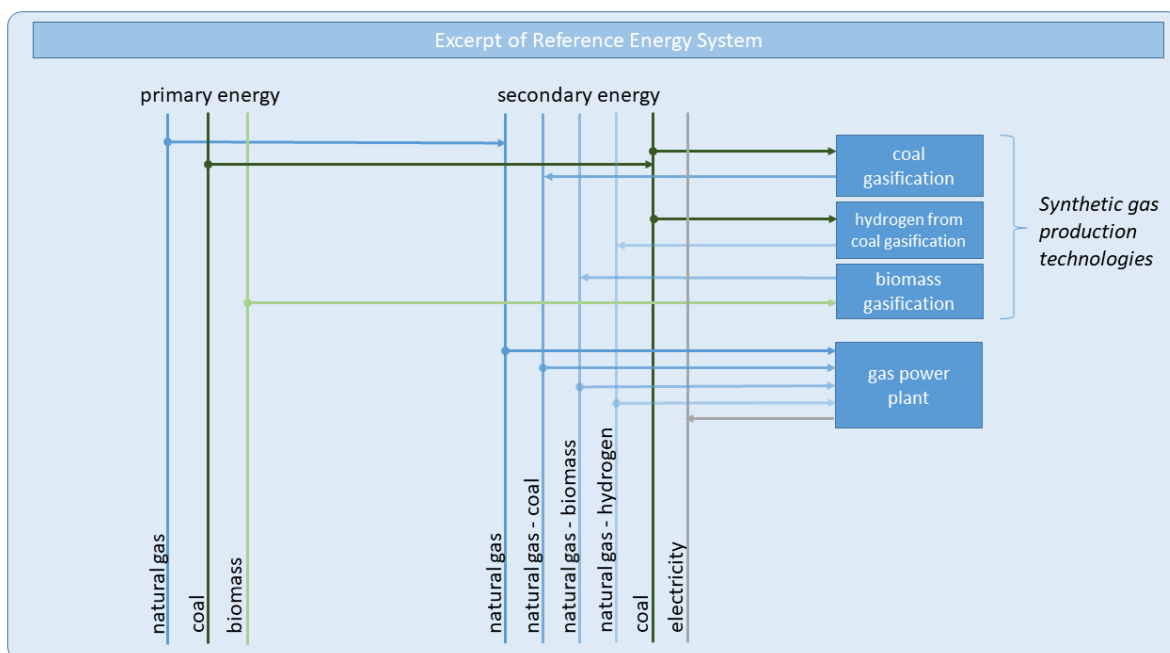 Excerpt of Reference Energy System
primary energy
secondary energy
coal
gasification
hydrogen from
coal gasification
biomass
gasification
Synthetic gas
production
technologies
gas power
plant
natural gas
coal
biomass
natural gas
natural gas - coal
natural gas - biomass
natural gas - hydrogen
coal
electricity